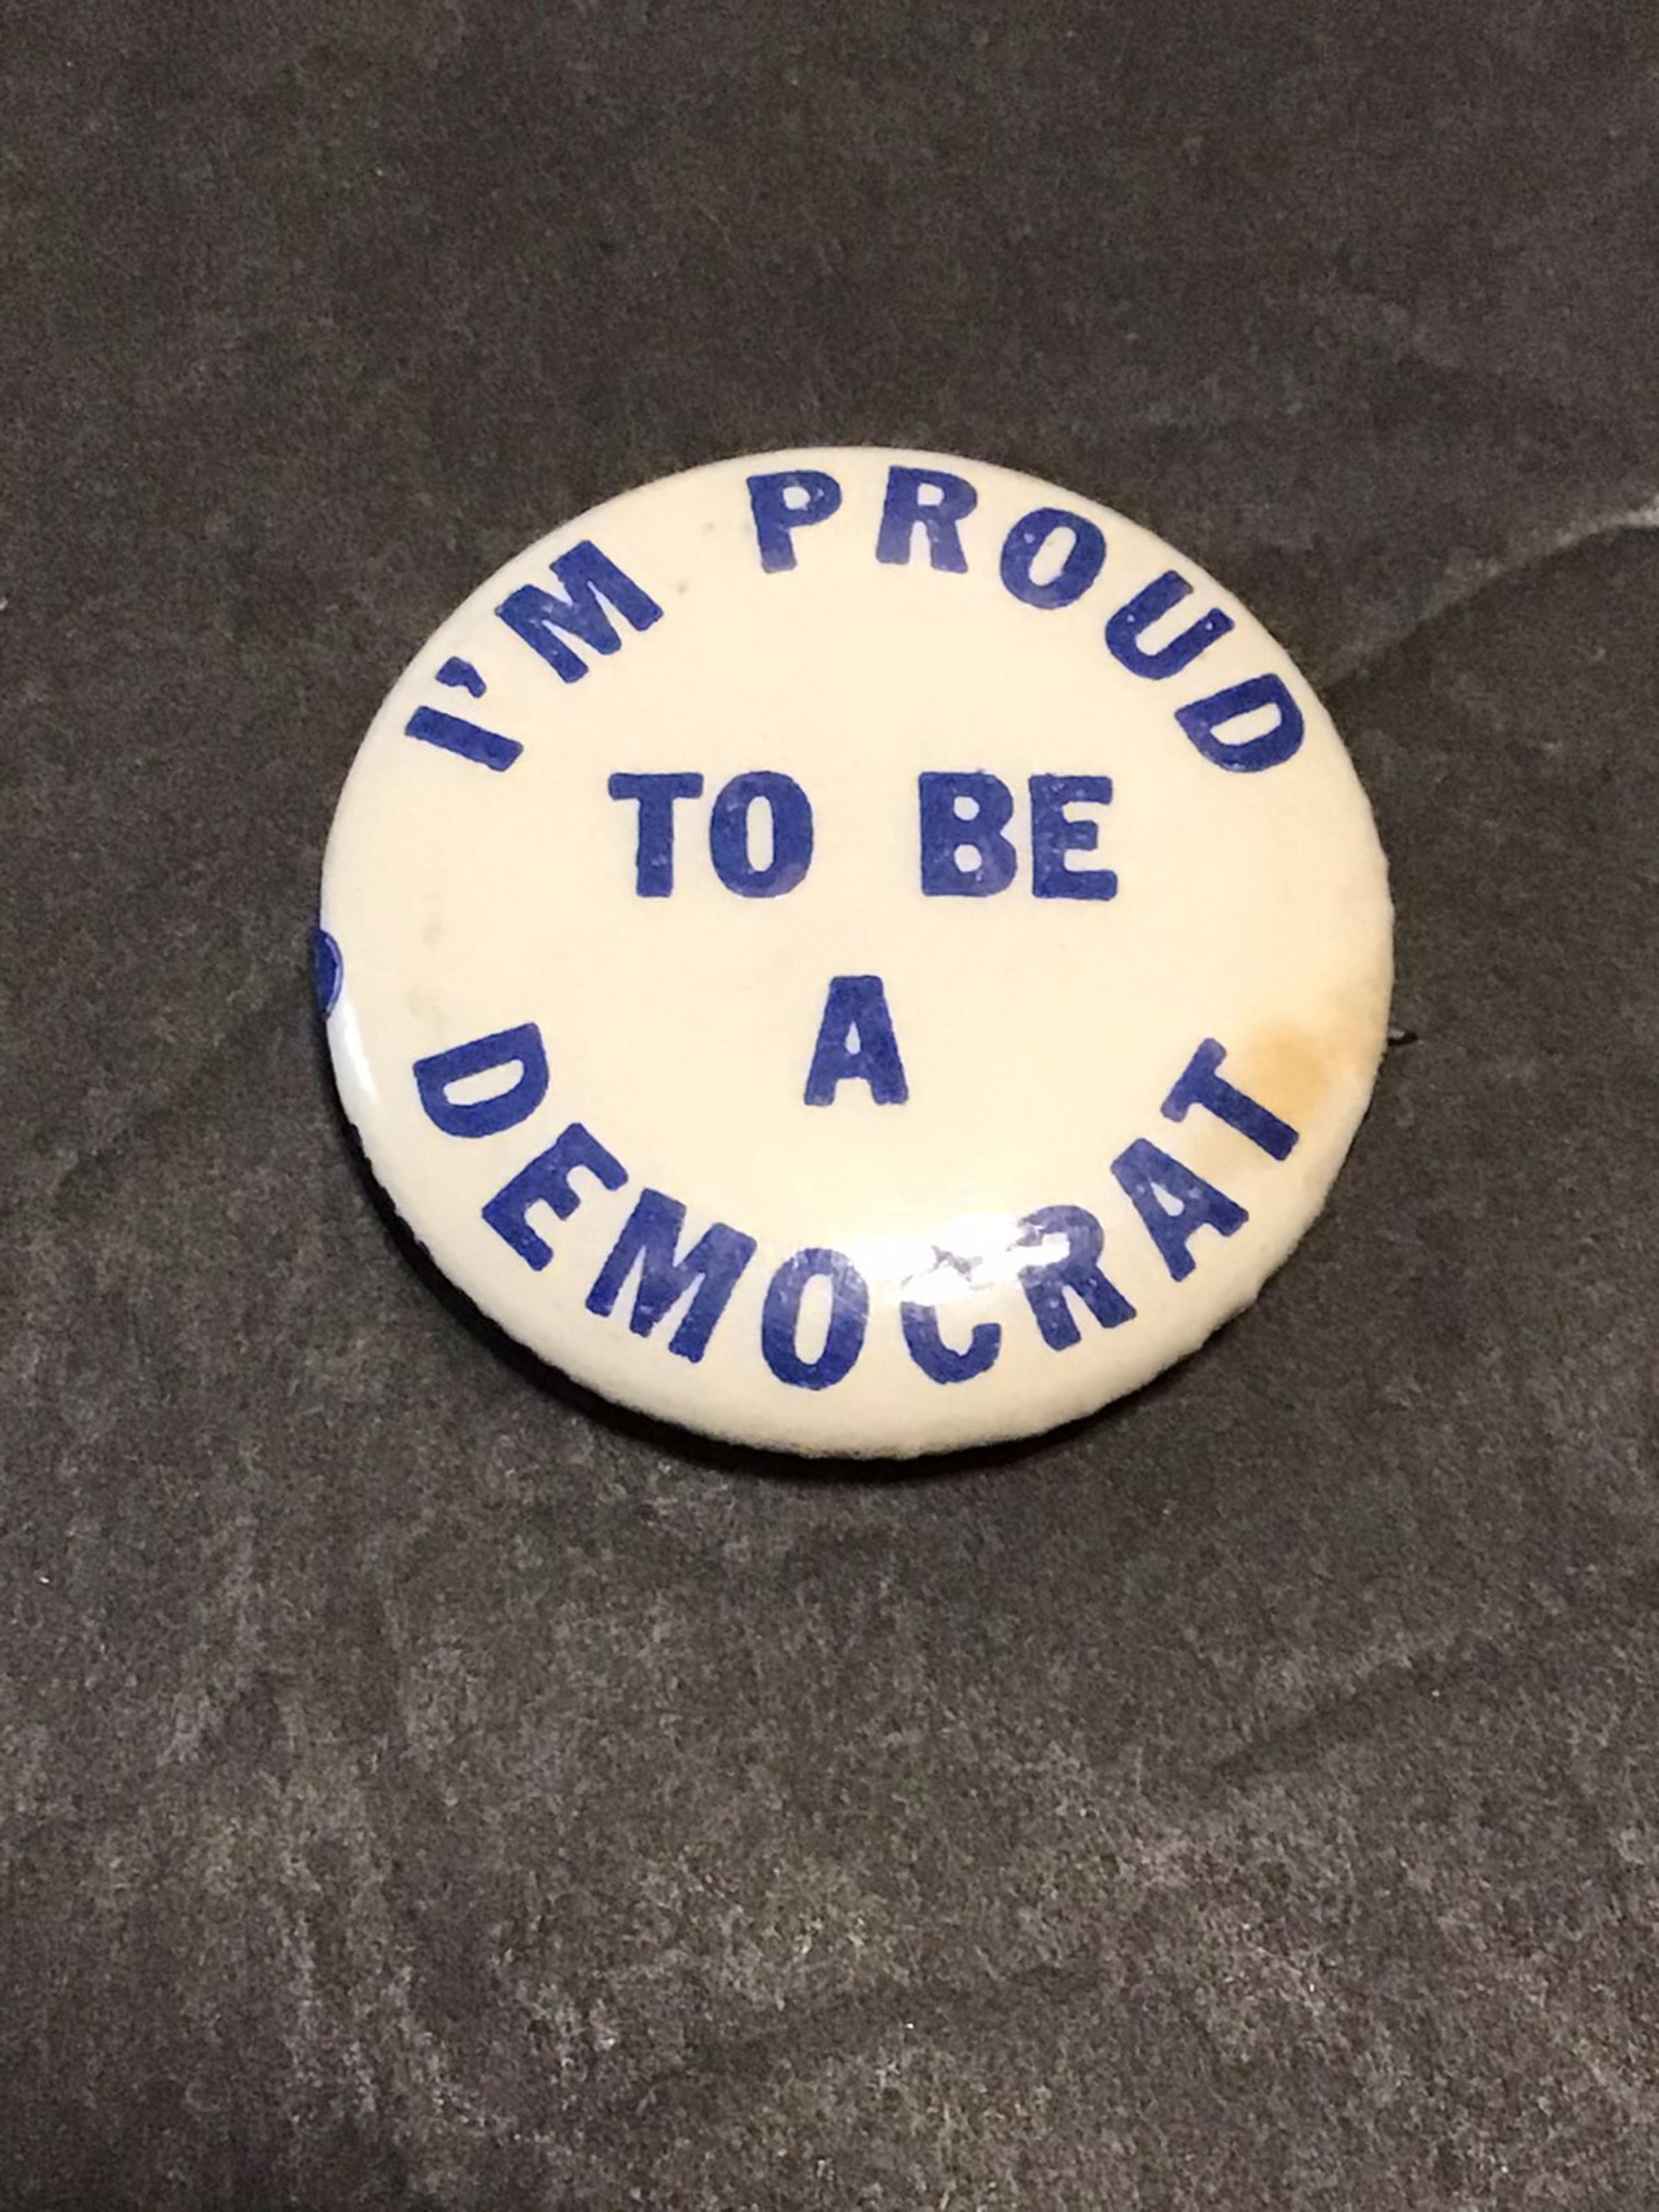 I'M PROUD
TO BE
A
DEMOCRAT